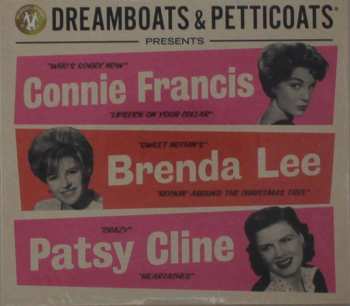 DREAMBOATS & PETTICOATS®
PRESENTS
"WHO'S SORRY NOW"
Connie Francis
"LIPSTICK ON YOUR COLLAR"
"SWEET NOTHIN'S"
Brenda Lee
"ROCKIN' AROUND THE CHRISTMAS TREE"
"CRAZY"
Patsy Cline
"HEARTACHES"